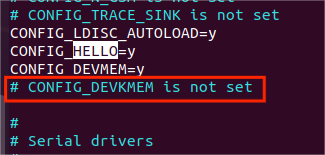 # CONFIG_TRACE_SINK is not set
CONFIG_LDISC_AUTOLOAD=y
CONFIG_HELLO=y
CONFIG_DEVMEM=y
# CONFIG_DEVKMEM is not set
#
# Serial drivers